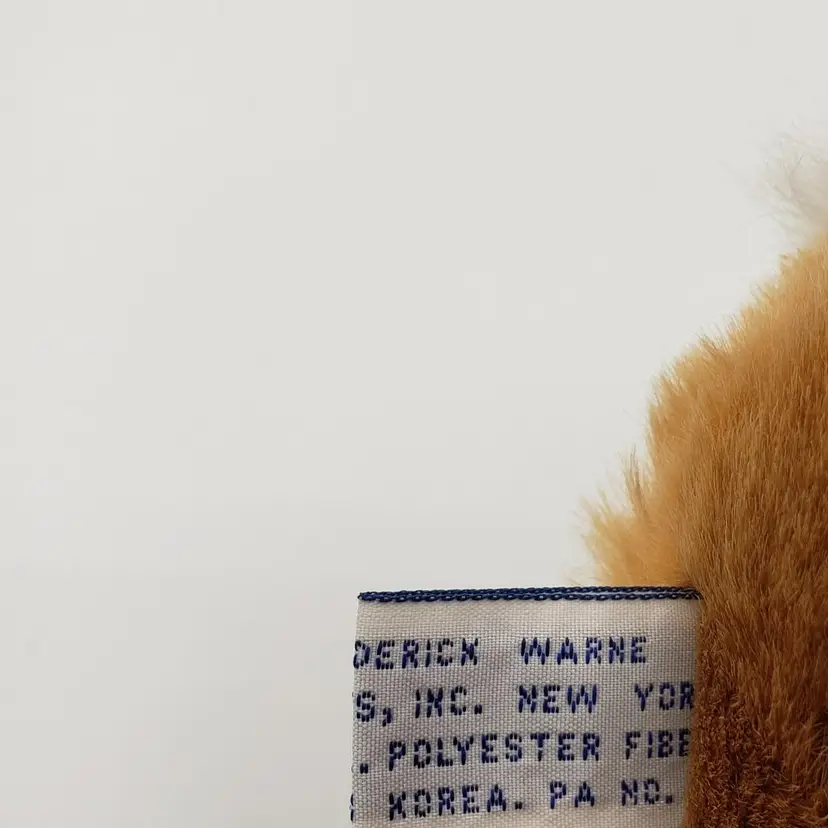 DERICK WARNE
S, INC. NEW YOR
. POLYESTER FIBE
KOREA. PA NO.